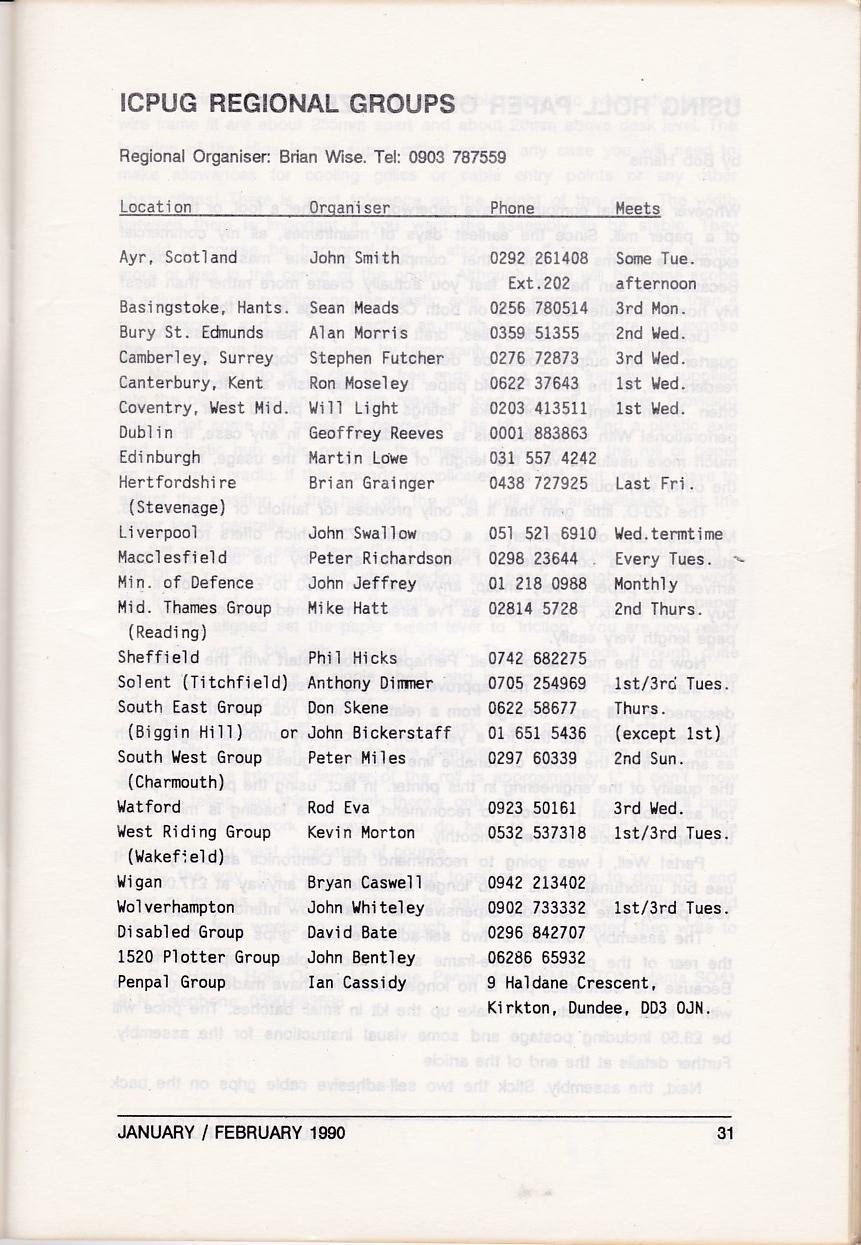 ICPUG REGIONAL GROUPS
Regional Organiser: Brian Wise. Tel: 0903 787559
Location Organiser Phone Meets
Ayr, Scotland John Smith 0292 261408 Some Tue.
Ext.202 afternoon
Basingstoke, Hants. Sean Meads 0256 780514 3rd Mon.
Bury St. Edmunds Alan Morris 0359 51355 2nd Wed.
Camberley, Surrey Stephen Futcher 0276 72873 3rd Wed.
Canterbury, Kent Ron Moseley 0622 37643 1st Wed.
Coventry, West Mid. Will Light 0203 413511 1st Wed.
Dublin Geoffrey Reeves 0001 883863
Edinburgh Martin Lowe 031 557 4242
Hertfordshire Brian Grainger 0438 727925 Last Fri.
(Stevenage)
Liverpool John Swallow 051 521 6910 Wed.termtime
Macclesfield Peter Richardson 0298 23644 Every Tues.
Min. of Defence John Jeffrey 01 218 0988 Monthly
Mid. Thames Group Mike Hatt 02814 5728 2nd Thurs.
(Reading)
Sheffield Phil Hicks 0742 682275
Solent (Titchfield) Anthony Dimmer 0705 254969 1st/3rd Tues.
South East Group Don Skene 0622 58677 Thurs.
(Biggin Hill) or John Bickerstaff 01 651 5436 (except 1st)
South West Group Peter Miles 0297 60339 2nd Sun.
(Charmouth)
Watford Rod Eva 0923 50161 3rd Wed.
West Riding Group Kevin Morton 0532 537318 1st/3rd Tues.
(Wakefield)
Wigan Bryan Caswell 0942 213402
Wolverhampton John Whiteley 0902 733332 1st/3rd Tues.
Disabled Group David Bate 0296 842707
1520 Plotter Group John Bentley 06286 65932
Penpal Group Ian Cassidy 9 Haldane Crescent,
Kirkton, Dundee, DD3 0JN.
JANUARY / FEBRUARY 1990 31